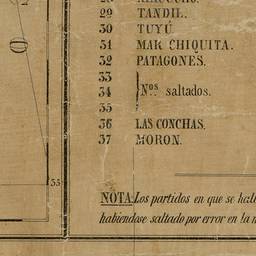 29 TANDIL.
30 TUYÚ
31 MAR CHIQUITA.
32 PATAGONES.
33
34 Nos. saltados.
35
36 LAS CONCHAS.
37 MORON.
35
NOTA Los partidos en que se
habiendose saltado por error en la